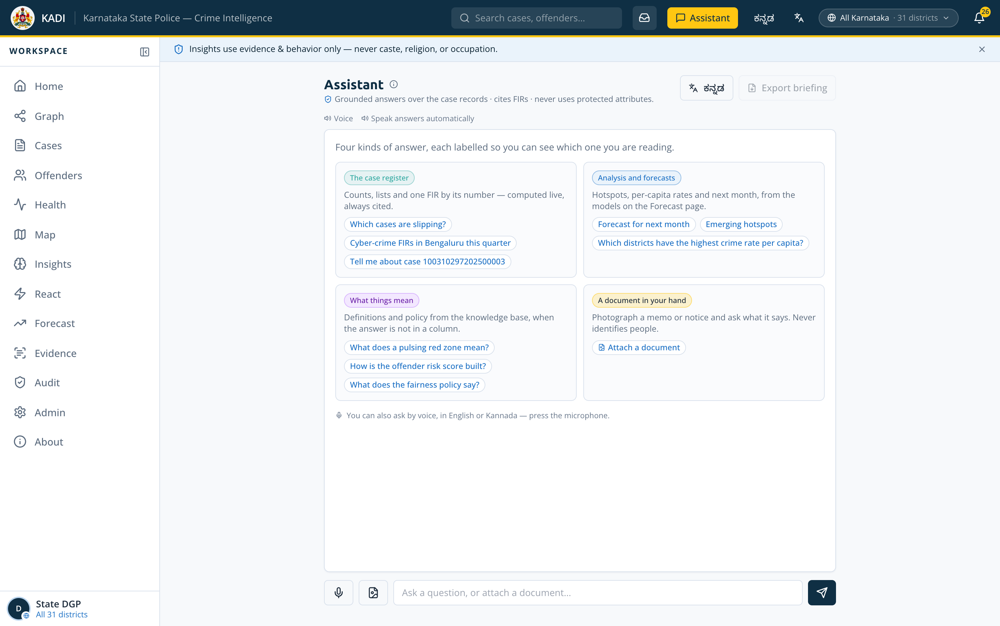 KADI
Karnataka State Police — Crime Intelligence
Search cases, offenders...
Assistant
ಕನ್ನಡ
All Karnataka · 31 districts
26
WORKSPACE
Insights use evidence & behavior only — never caste, religion, or occupation.
Home
Graph
Cases
Offenders
Health
Map
Insights
React
Forecast
Evidence
Audit
Admin
About
D
State DGP
All 31 districts
Assistant
ಕನ್ನಡ
Export briefing
Grounded answers over the case records · cites FIRs · never uses protected attributes.
Voice
Speak answers automatically
Four kinds of answer, each labelled so you can see which one you are reading.
The case register
Counts, lists and one FIR by its number — computed live,
always cited.
Which cases are slipping?
Cyber-crime FIRs in Bengaluru this quarter
Tell me about case 100310297202500003
Analysis and forecasts
Hotspots, per-capita rates and next month, from the
models on the Forecast page.
Forecast for next month
Emerging hotspots
Which districts have the highest crime rate per capita?
What things mean
Definitions and policy from the knowledge base, when
the answer is not in a column.
What does a pulsing red zone mean?
How is the offender risk score built?
What does the fairness policy say?
A document in your hand
Photograph a memo or notice and ask what it says. Never
identifies people.
Attach a document
You can also ask by voice, in English or Kannada — press the microphone.
Ask a question, or attach a document...